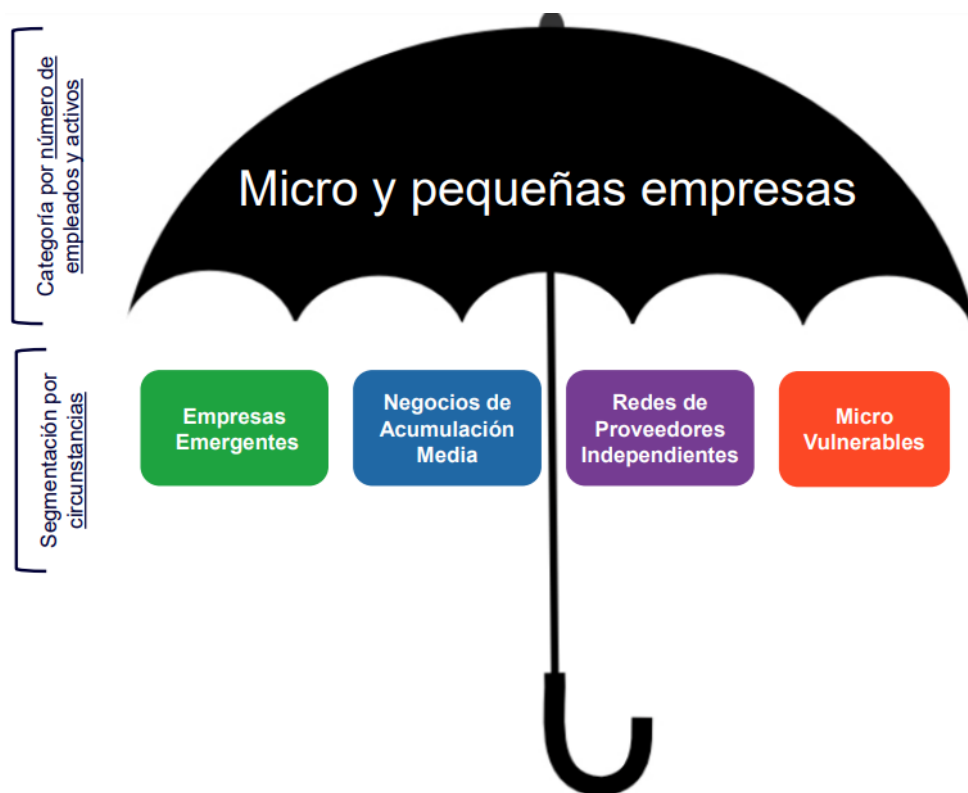 Categoría por número de
empleados y activos
Micro y pequeñas empresas
Segmentación por
circunstancias
Empresas
Emergentes
Negocios de
Acumulación
Media
Redes de
Proveedores
Independientes
Micro
Vulnerables